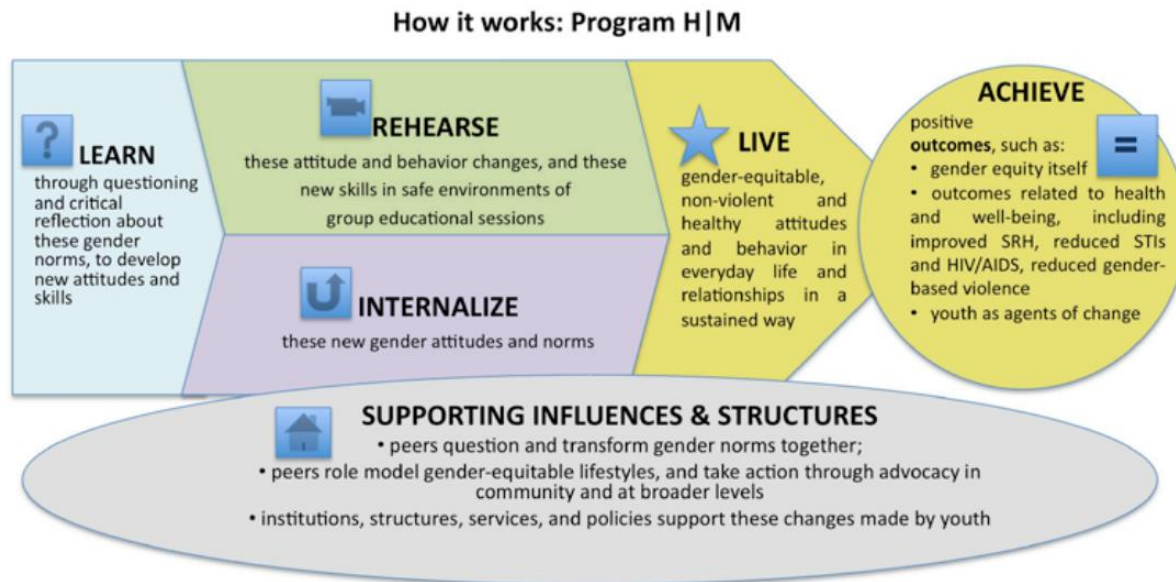 How it works: Program H|M
?
LEARN
through questioning
and critical
reflection about
these gender
norms, to develop
new attitudes and
skills
REHEARSE
these attitude and behavior changes, and these
new skills in safe environments of
group educational sessions
INTERNALIZE
these new gender attitudes and norms
LIVE
gender-equitable,
non-violent and
healthy attitudes
and behavior in
everyday life and
relationships in a
sustained way
ACHIEVE
positive
outcomes, such as:
=
• gender equity itself
• outcomes related to health
and well-being, including
improved SRH, reduced STIs
and HIV/AIDS, reduced gender-
based violence
• youth as agents of change
SUPPORTING INFLUENCES & STRUCTURES
• peers question and transform gender norms together;
• peers role model gender-equitable lifestyles, and take action through advocacy in
community and at broader levels
• institutions, structures, services, and policies support these changes made by youth